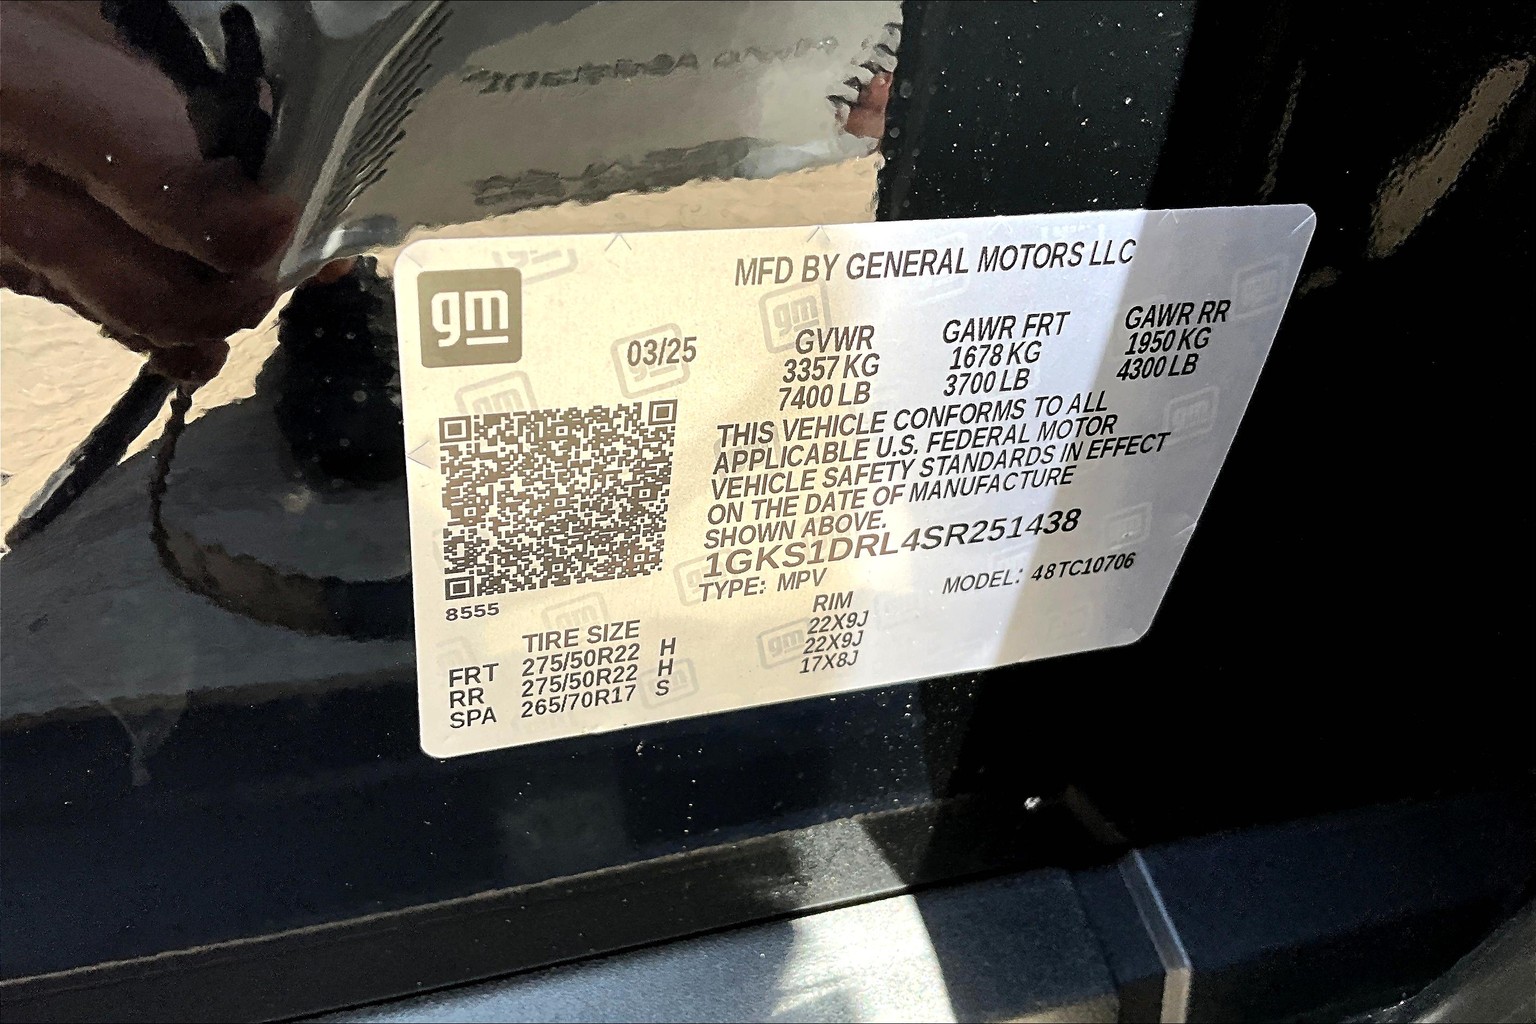 gm
MFD BY GENERAL MOTORS LLC
03/25
GVWR GAWR FRT GAWR RR
3357 KG 1678 KG 1950 KG
7400 LB 3700 LB 4300 LB
THIS VEHICLE CONFORMS TO ALL
APPLICABLE U.S. FEDERAL MOTOR
VEHICLE SAFETY STANDARDS IN EFFECT
ON THE DATE OF MANUFACTURE
SHOWN ABOVE.
1GKS1DRL4SR251438
TYPE: MPV MODEL: 48TC10706
8555
TIRE SIZE RIM
FRT 275/50R22 H 22X9J
RR 275/50R22 H 22X9J
SPA 265/70R17 S 17X8J